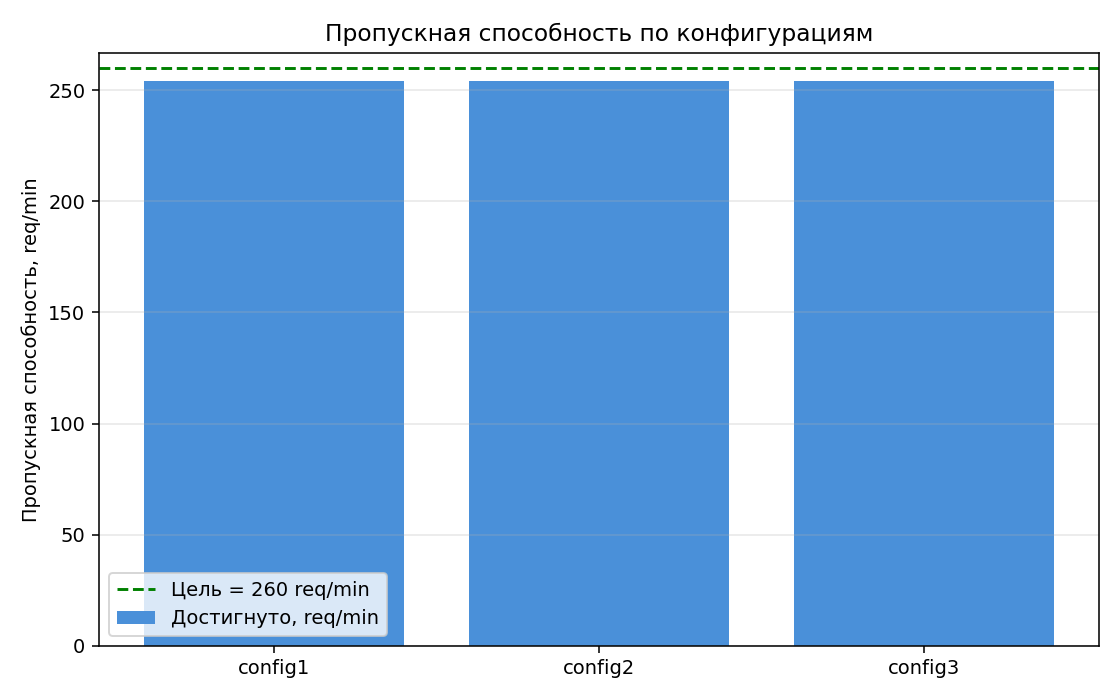 Пропускная способность по конфигурациям
Пропускная способность, req/min
250
200
150
100
50
0
Цель = 260 req/min
Достигнуто, req/min
config1
config2
config3